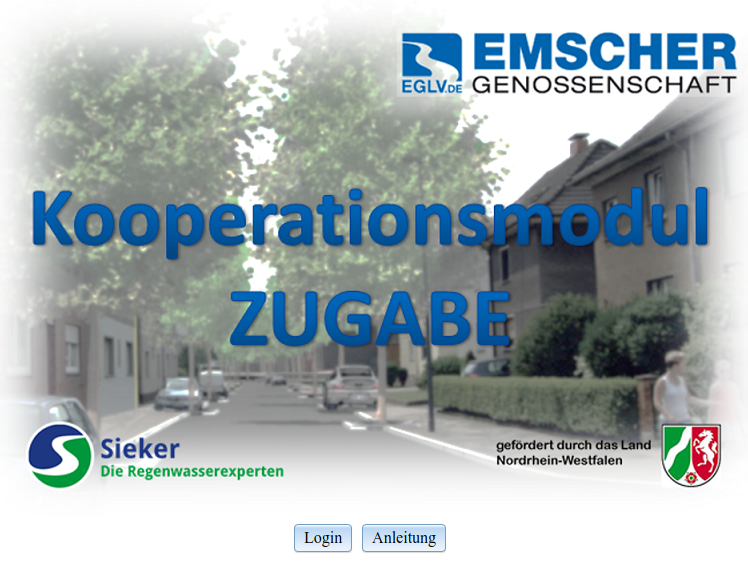 EMSCHER
EGLV.DE GENOSSENSCHAFT
Kooperationsmodul
ZUGABE
Sieker
Die Regenwasserexperten
gefördert durch das Land
Nordrhein-Westfalen
Login Anleitung